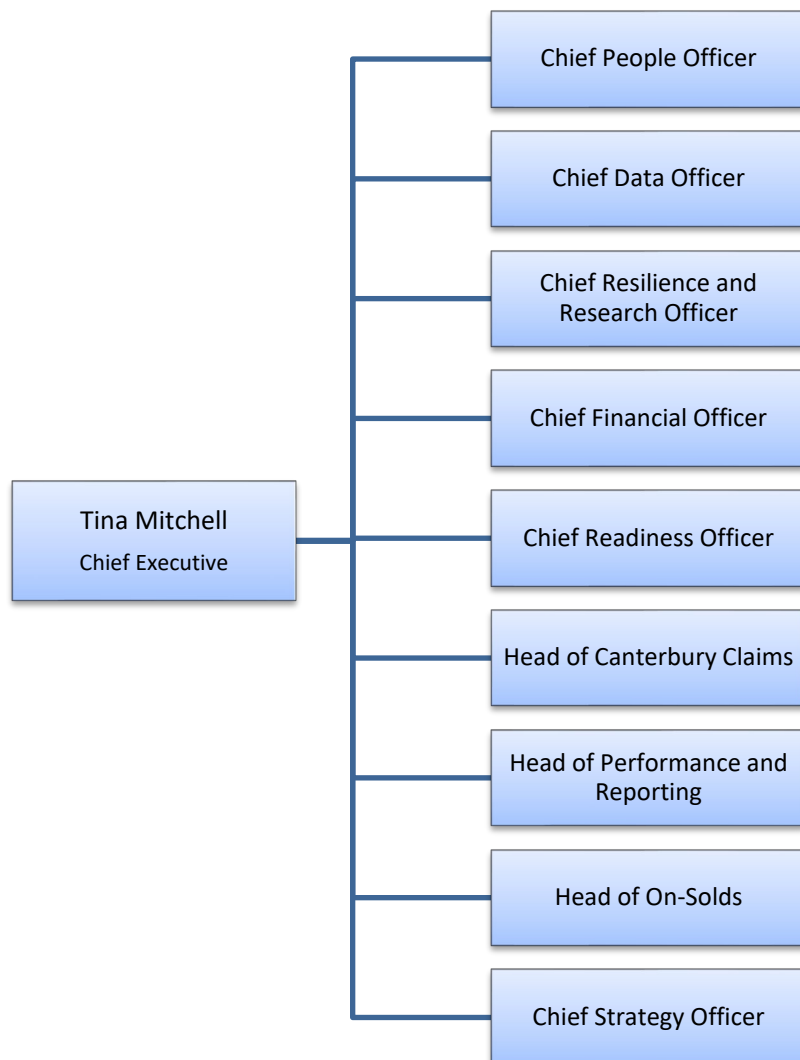 Chief People Officer
Chief Data Officer
Chief Resilience and
Research Officer
Chief Financial Officer
Tina Mitchell
Chief Executive
Chief Readiness Officer
Head of Canterbury Claims
Head of Performance and
Reporting
Head of On-Solds
Chief Strategy Officer